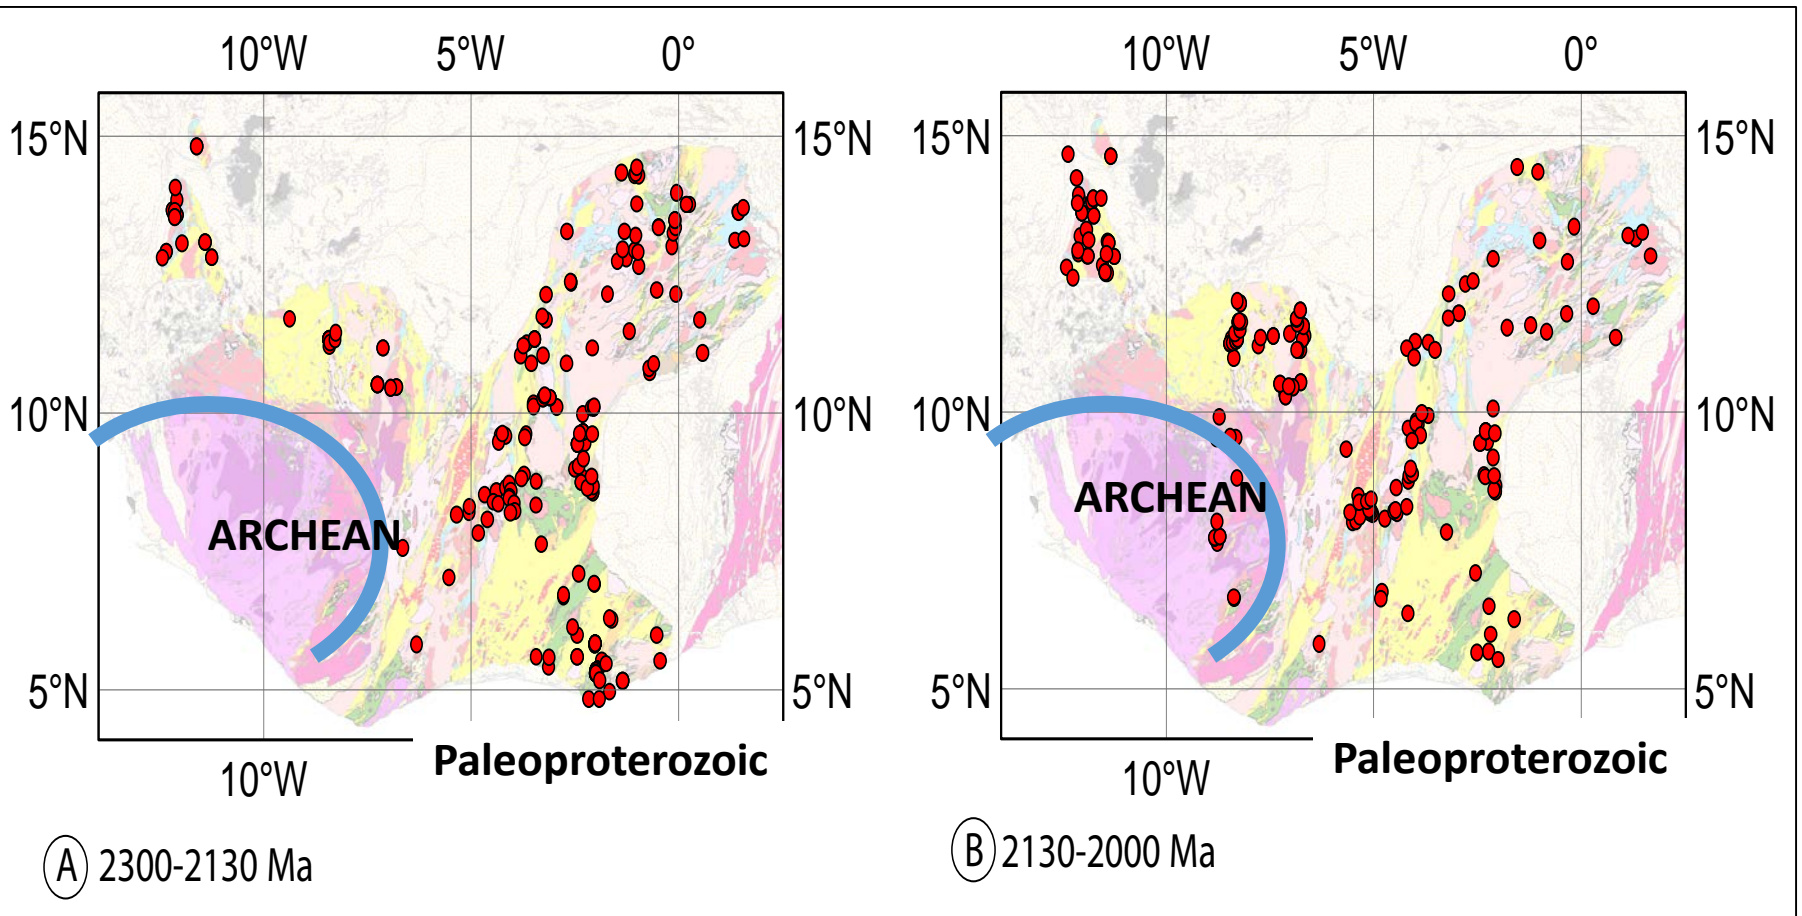 10°W 5°W 0° 10°W 5°W 0°
15°N 15°N 15°N 15°N
10°N 10°N 10°N 10°N
ARCHEAN ARCHEAN
5°N 5°N 5°N 5°N
Paleoproterozoic Paleoproterozoic
10°W 10°W
A 2300-2130 Ma B 2130-2000 Ma